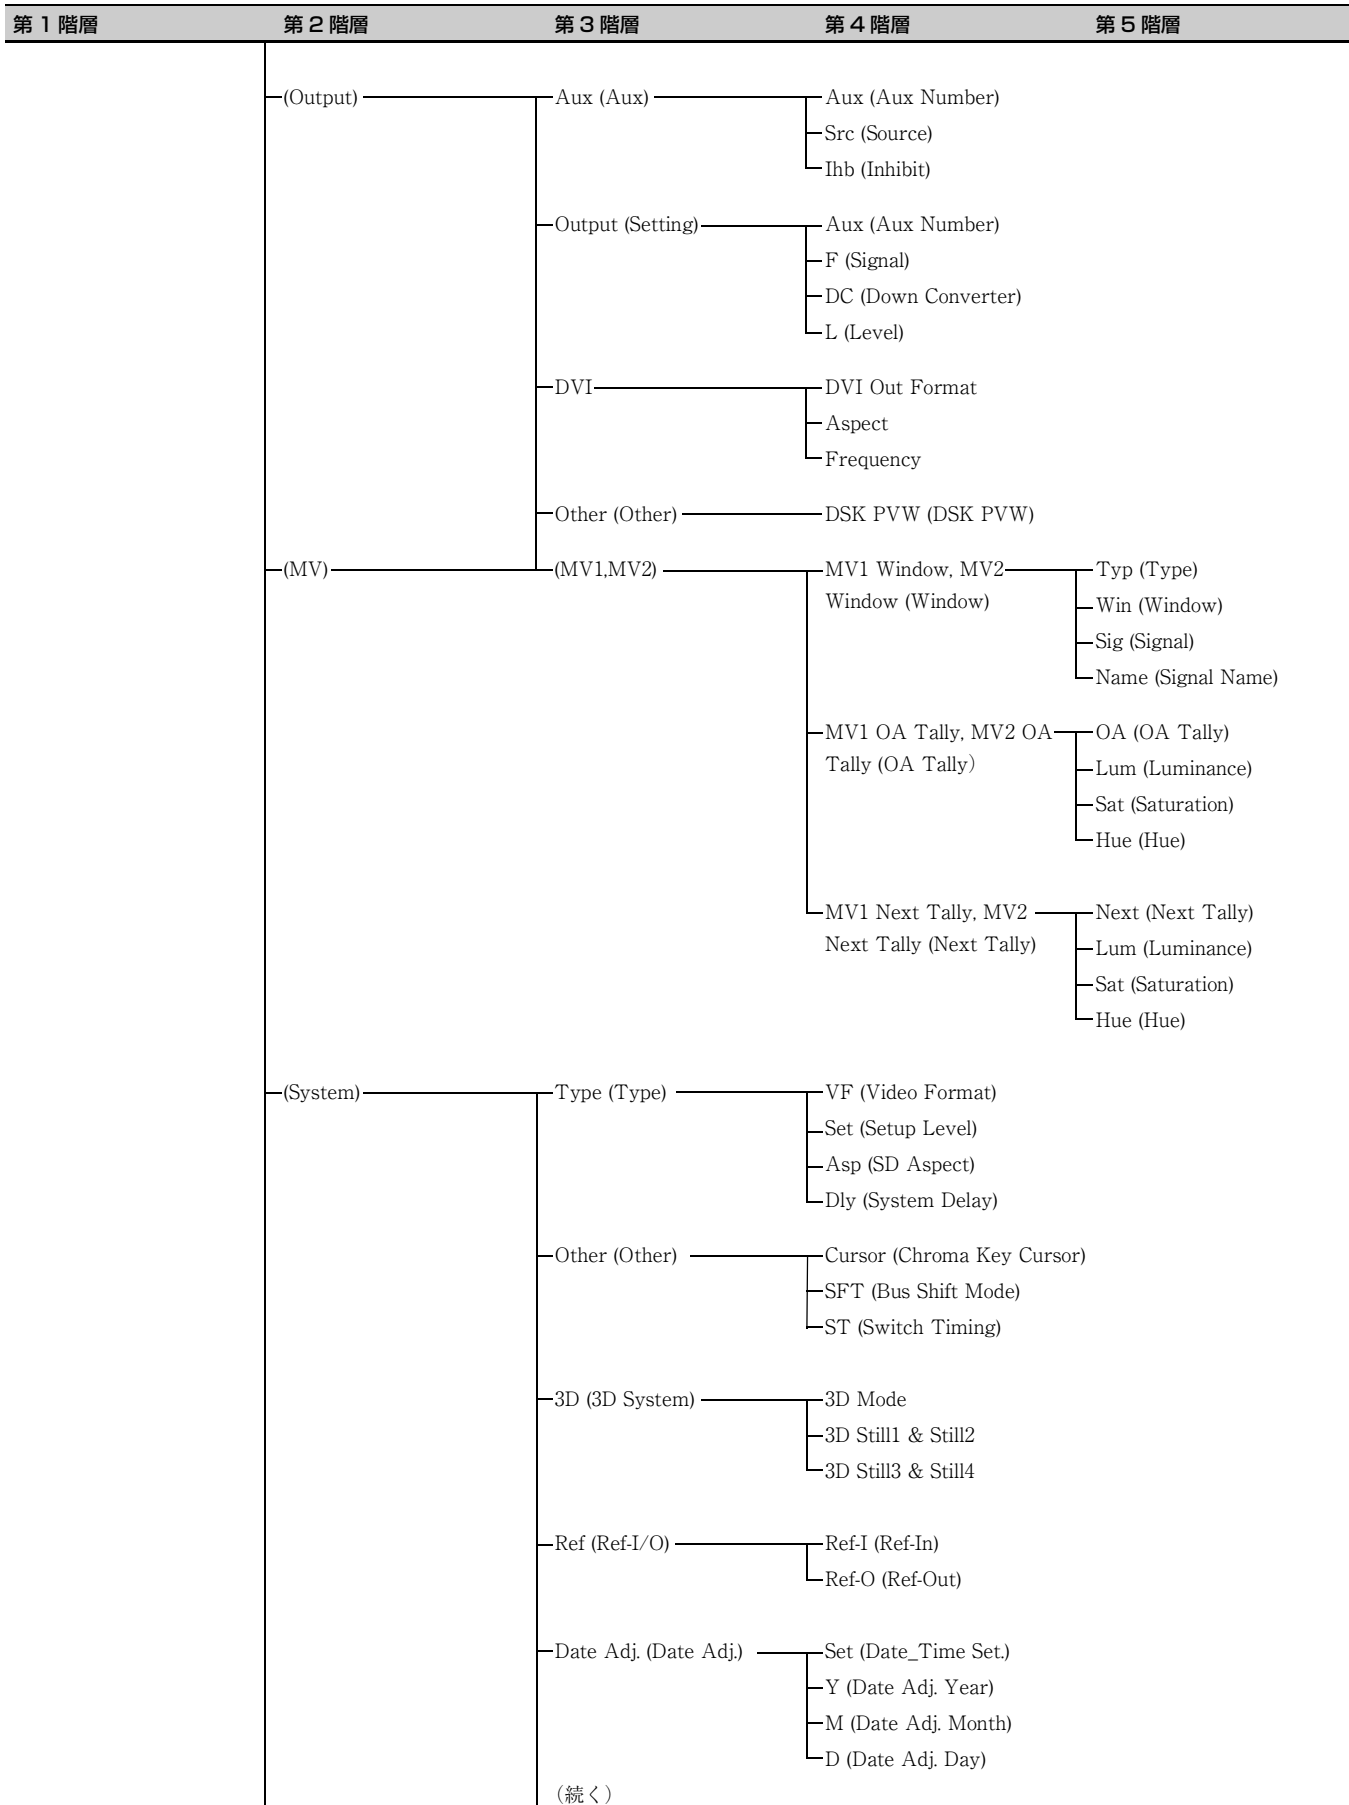 第 1 階層 第 2 階層 第 3 階層 第 4 階層 第 5 階層
(Output) Aux (Aux) Aux (Aux Number)
Src (Source)
Ihb (Inhibit)
Output (Setting) Aux (Aux Number)
F (Signal)
DC (Down Converter)
L (Level)
DVI DVI Out Format
Aspect
Frequency
Other (Other) DSK PVW (DSK PVW)
(MV) (MV1,MV2) MV1 Window, MV2 Typ (Type)
Window (Window) Win (Window)
Sig (Signal)
Name (Signal Name)
MV1 OA Tally, MV2 OA OA (OA Tally)
Tally (OA Tally） Lum (Luminance)
Sat (Saturation)
Hue (Hue)
MV1 Next Tally, MV2 Next (Next Tally)
Next Tally (Next Tally) Lum (Luminance)
Sat (Saturation)
Hue (Hue)
(System) Type (Type) VF (Video Format)
Set (Setup Level)
Asp (SD Aspect)
Dly (System Delay)
Other (Other) Cursor (Chroma Key Cursor)
SFT (Bus Shift Mode)
ST (Switch Timing)
3D (3D System) 3D Mode
3D Still1 & Still2
3D Still3 & Still4
Ref (Ref-I/O) Ref-I (Ref-In)
Ref-O (Ref-Out)
Date Adj. (Date Adj.) Set (Date_Time Set.)
Y (Date Adj. Year)
M (Date Adj. Month)
D (Date Adj. Day)
（続く）